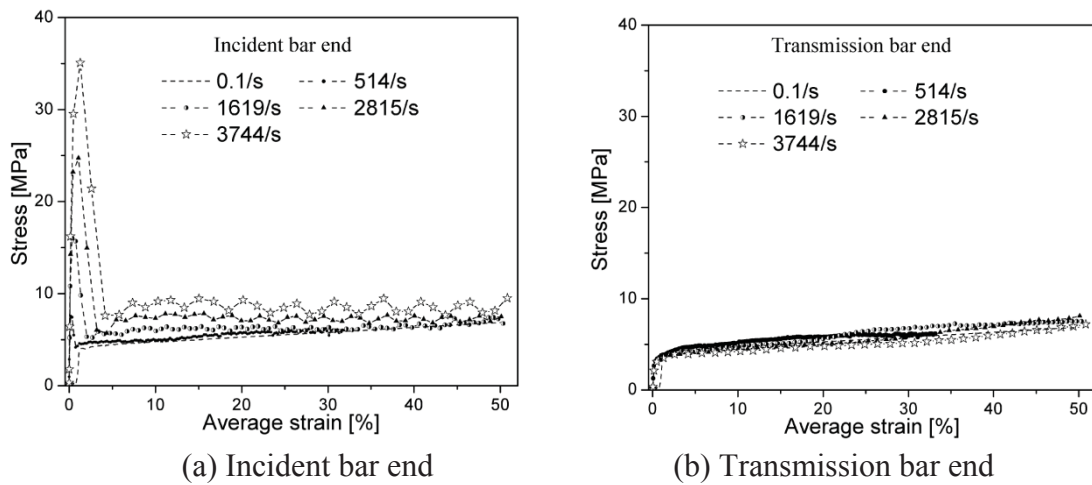 40
30
20
10
0
Stress [MPa]
Incident bar end
0.1/s 514/s
1619/s 2815/s
3744/s
0 10 20 30 40 50
Average strain [%]
(a) Incident bar end
40
30
20
10
0
Stress [MPa]
Transmission bar end
0.1/s 514/s
1619/s 2815/s
3744/s
0 10 20 30 40 50
Average strain [%]
(b) Transmission bar end